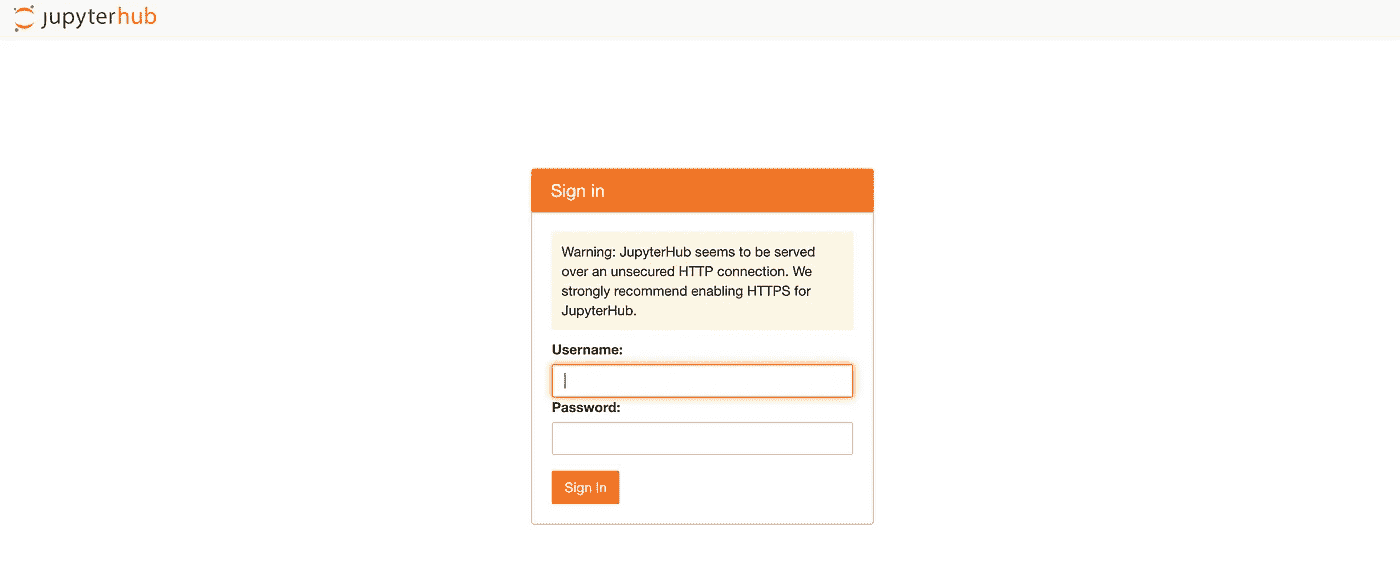 jupyterhub
Sign in
Warning: JupyterHub seems to be served
over an unsecured HTTP connection. We
strongly recommend enabling HTTPS for
JupyterHub.
Username:
Password:
Sign In